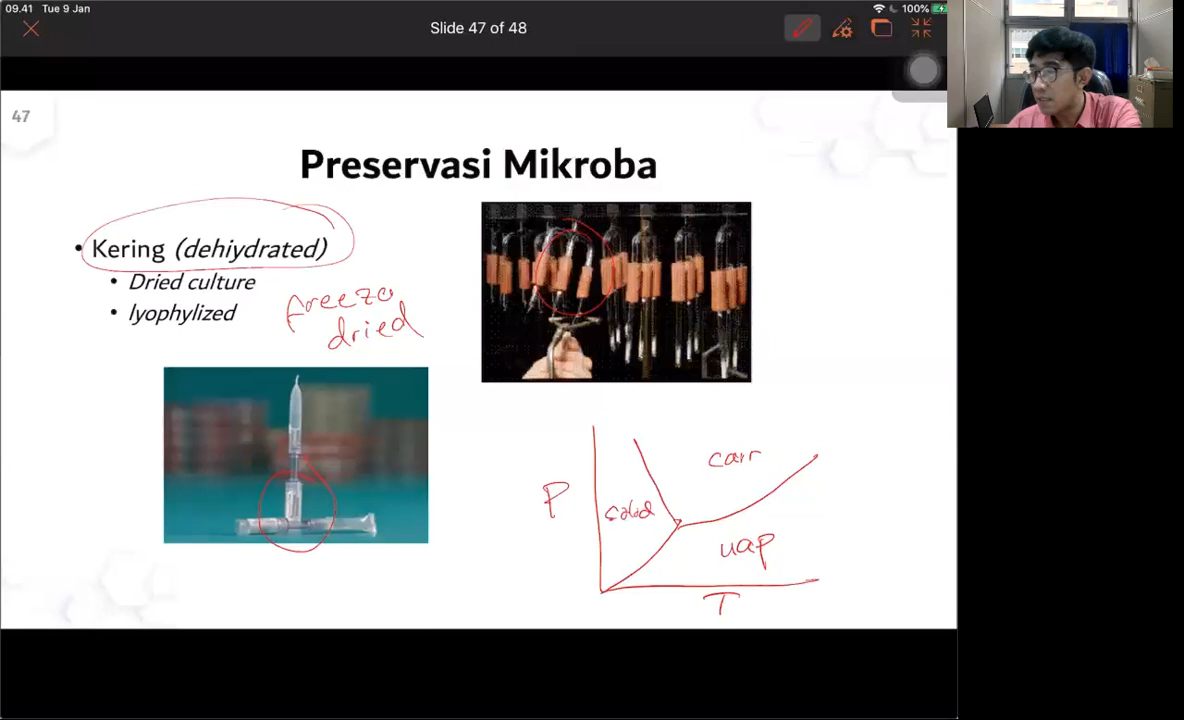 09.41 Tue 9 Jan
100%
Slide 47 of 48
47
Preservasi Mikroba
• Kering (dehiydrated)
• Dried culture
• lyophylized
freeze
dried
P
solid
cair
uap
T